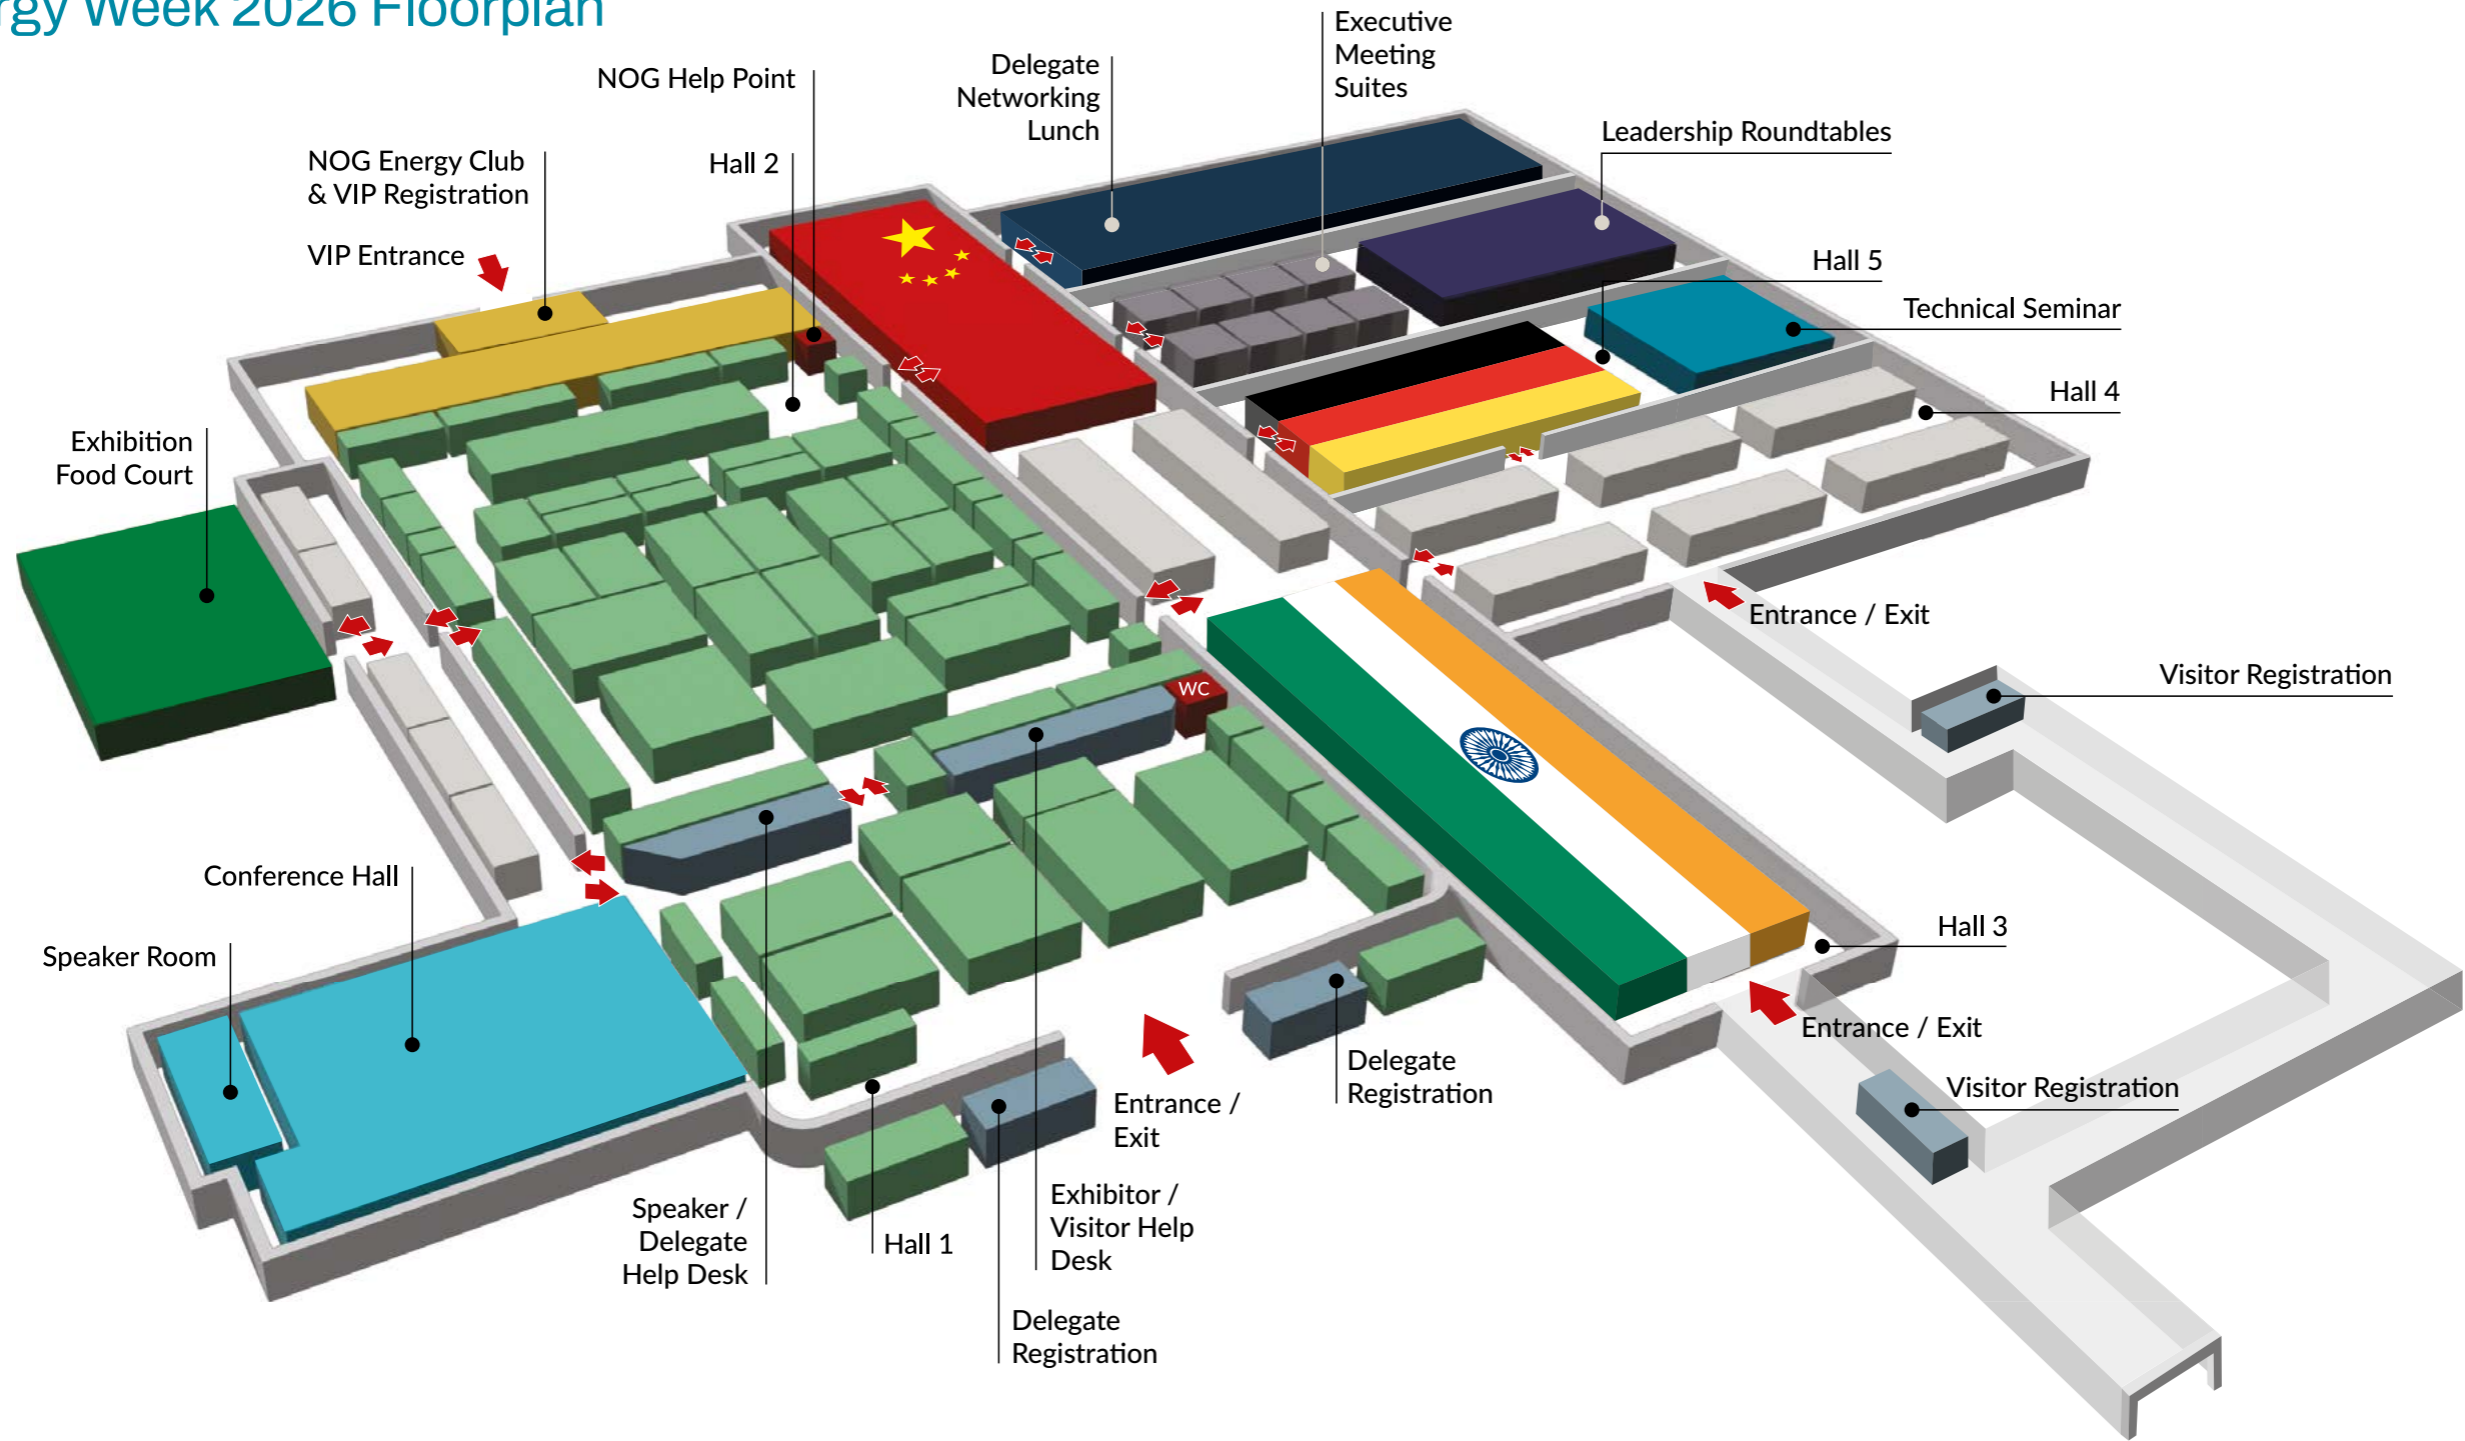 Week 2026 Floorplan
Executive
Meeting
Suites
Delegate
Networking
Lunch
NOG Help Point
Leadership Roundtables
NOG Energy Club
& VIP Registration
Hall 2
VIP Entrance
Hall 5
Technical Seminar
Hall 4
Exhibition
Food Court
Entrance / Exit
Visitor Registration
WC
Conference Hall
Speaker Room
Hall 3
Entrance / Exit
Delegate
Registration
Visitor Registration
Entrance /
Exit
Speaker /
Delegate
Help Desk
Hall 1
Exhibitor /
Visitor Help
Desk
Delegate
Registration